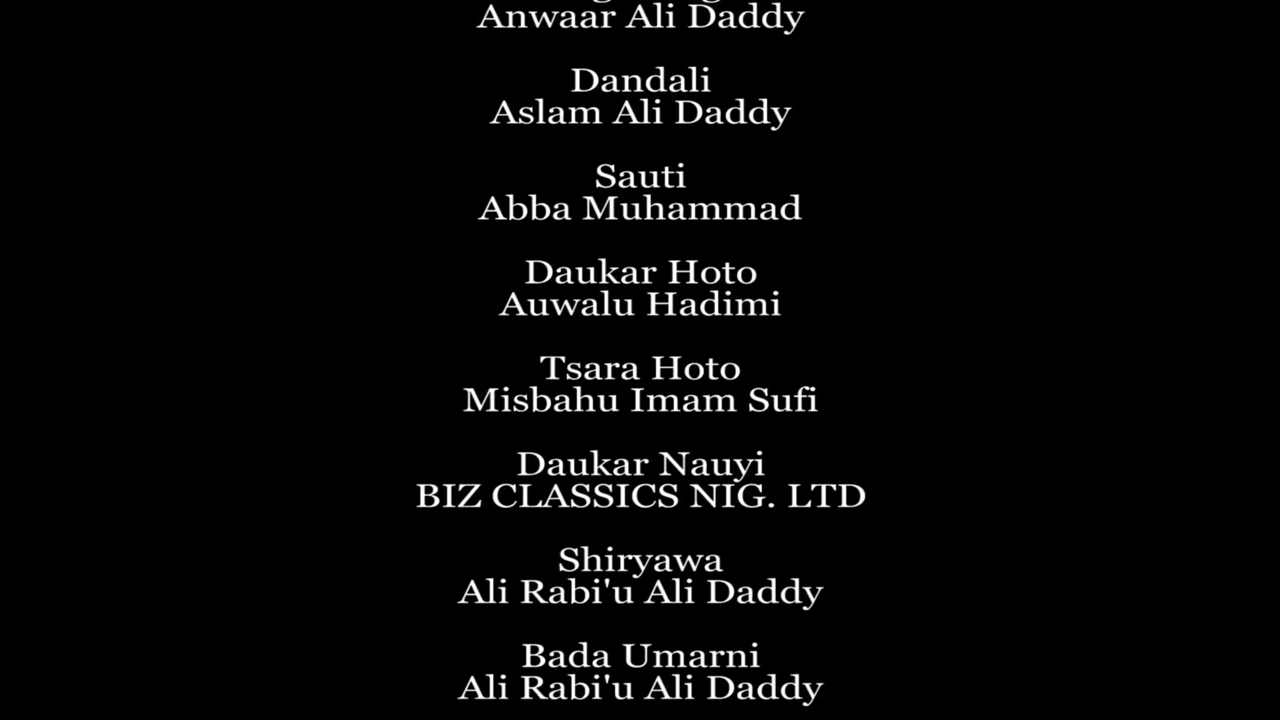 Anwaar Ali Daddy
Dandali
Aslam Ali Daddy
Sauti
Abba Muhammad
Daukar Hoto
Auwalu Hadimi
Tsara Hoto
Misbahu Imam Sufi
Daukar Nauyi
BIZ CLASSICS NIG. LTD
Shiryawa
Ali Rabi'u Ali Daddy
Bada Umarni
Ali Rabi'u Ali Daddy